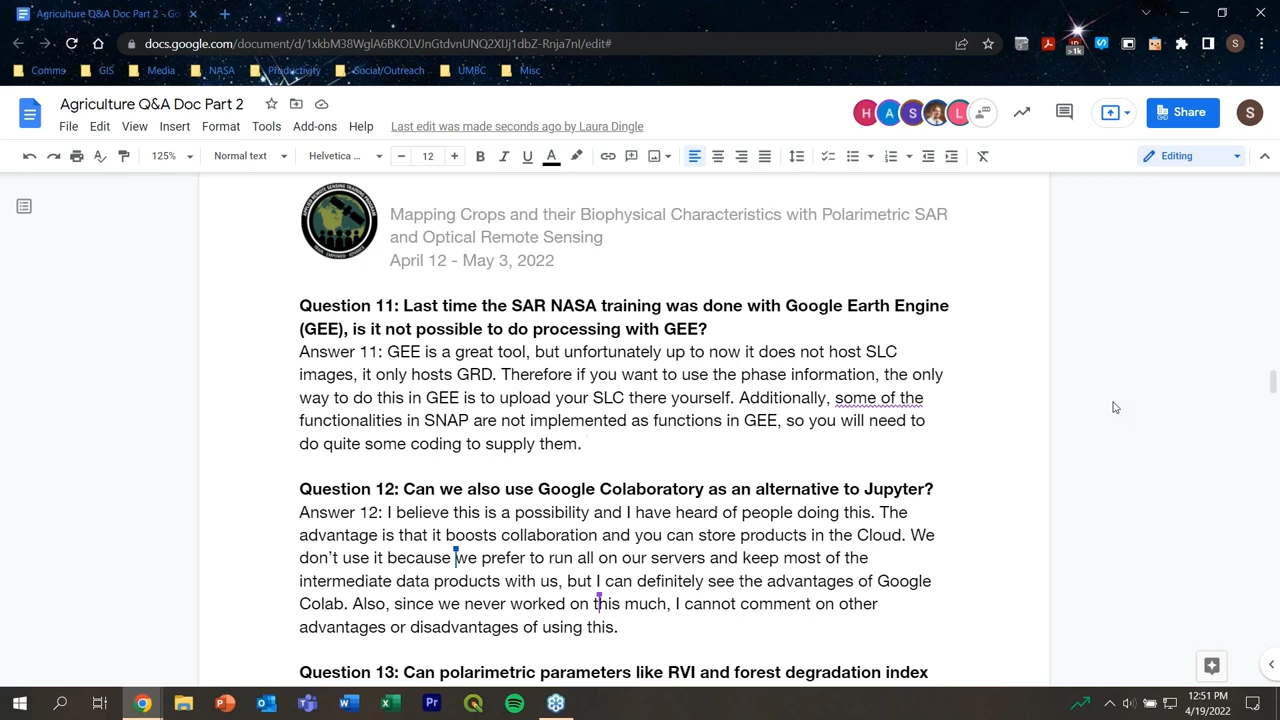 Agriculture Q&A Doc Part 2 - Go
docs.google.com/document/d/1xkbM38WglA6BKOLVJnGtdvnUNQ2XIJj1dbZ-Rnja7nI/edit#
>1k
S
Comms
GIS
Media
NASA
Productivity
Social/Outreach
UMBC
Misc
Agriculture Q&A Doc Part 2
H A S L
Share
S
File Edit View Insert Format Tools Add-ons Help Last edit was made seconds ago by Laura Dingle
125% Normal text Helvetica ... 12 B I U A Editing
Mapping Crops and their Biophysical Characteristics with Polarimetric SAR
and Optical Remote Sensing
April 12 - May 3, 2022
Question 11: Last time the SAR NASA training was done with Google Earth Engine
(GEE), is it not possible to do processing with GEE?
Answer 11: GEE is a great tool, but unfortunately up to now it does not host SLC
images, it only hosts GRD. Therefore if you want to use the phase information, the only
way to do this in GEE is to upload your SLC there yourself. Additionally, some of the
functionalities in SNAP are not implemented as functions in GEE, so you will need to
do quite some coding to supply them.
Question 12: Can we also use Google Colaboratory as an alternative to Jupyter?
Answer 12: I believe this is a possibility and I have heard of people doing this. The
advantage is that it boosts collaboration and you can store products in the Cloud. We
don't use it because we prefer to run all on our servers and keep most of the
intermediate data products with us, but I can definitely see the advantages of Google
Colab. Also, since we never worked on this much, I cannot comment on other
advantages or disadvantages of using this.
Question 13: Can polarimetric parameters like RVI and forest degradation index
12:51 PM
4/19/2022